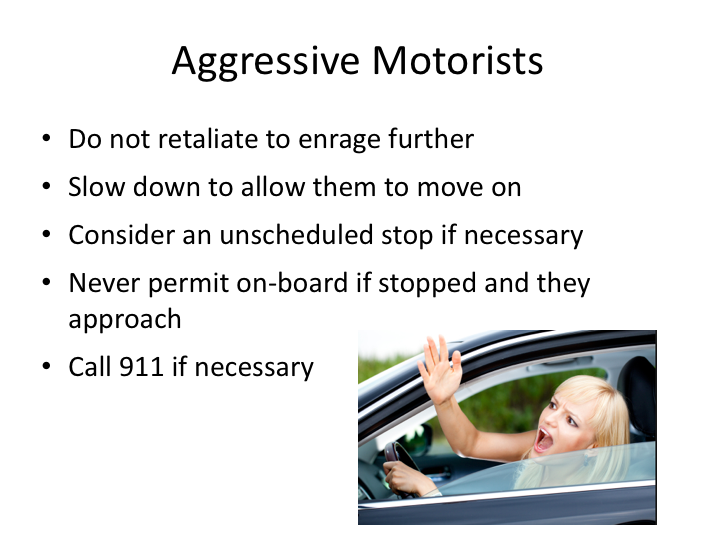 Aggressive Motorists
• Do not retaliate to enrage further
• Slow down to allow them to move on
• Consider an unscheduled stop if necessary
• Never permit on-board if stopped and they
approach
• Call 911 if necessary